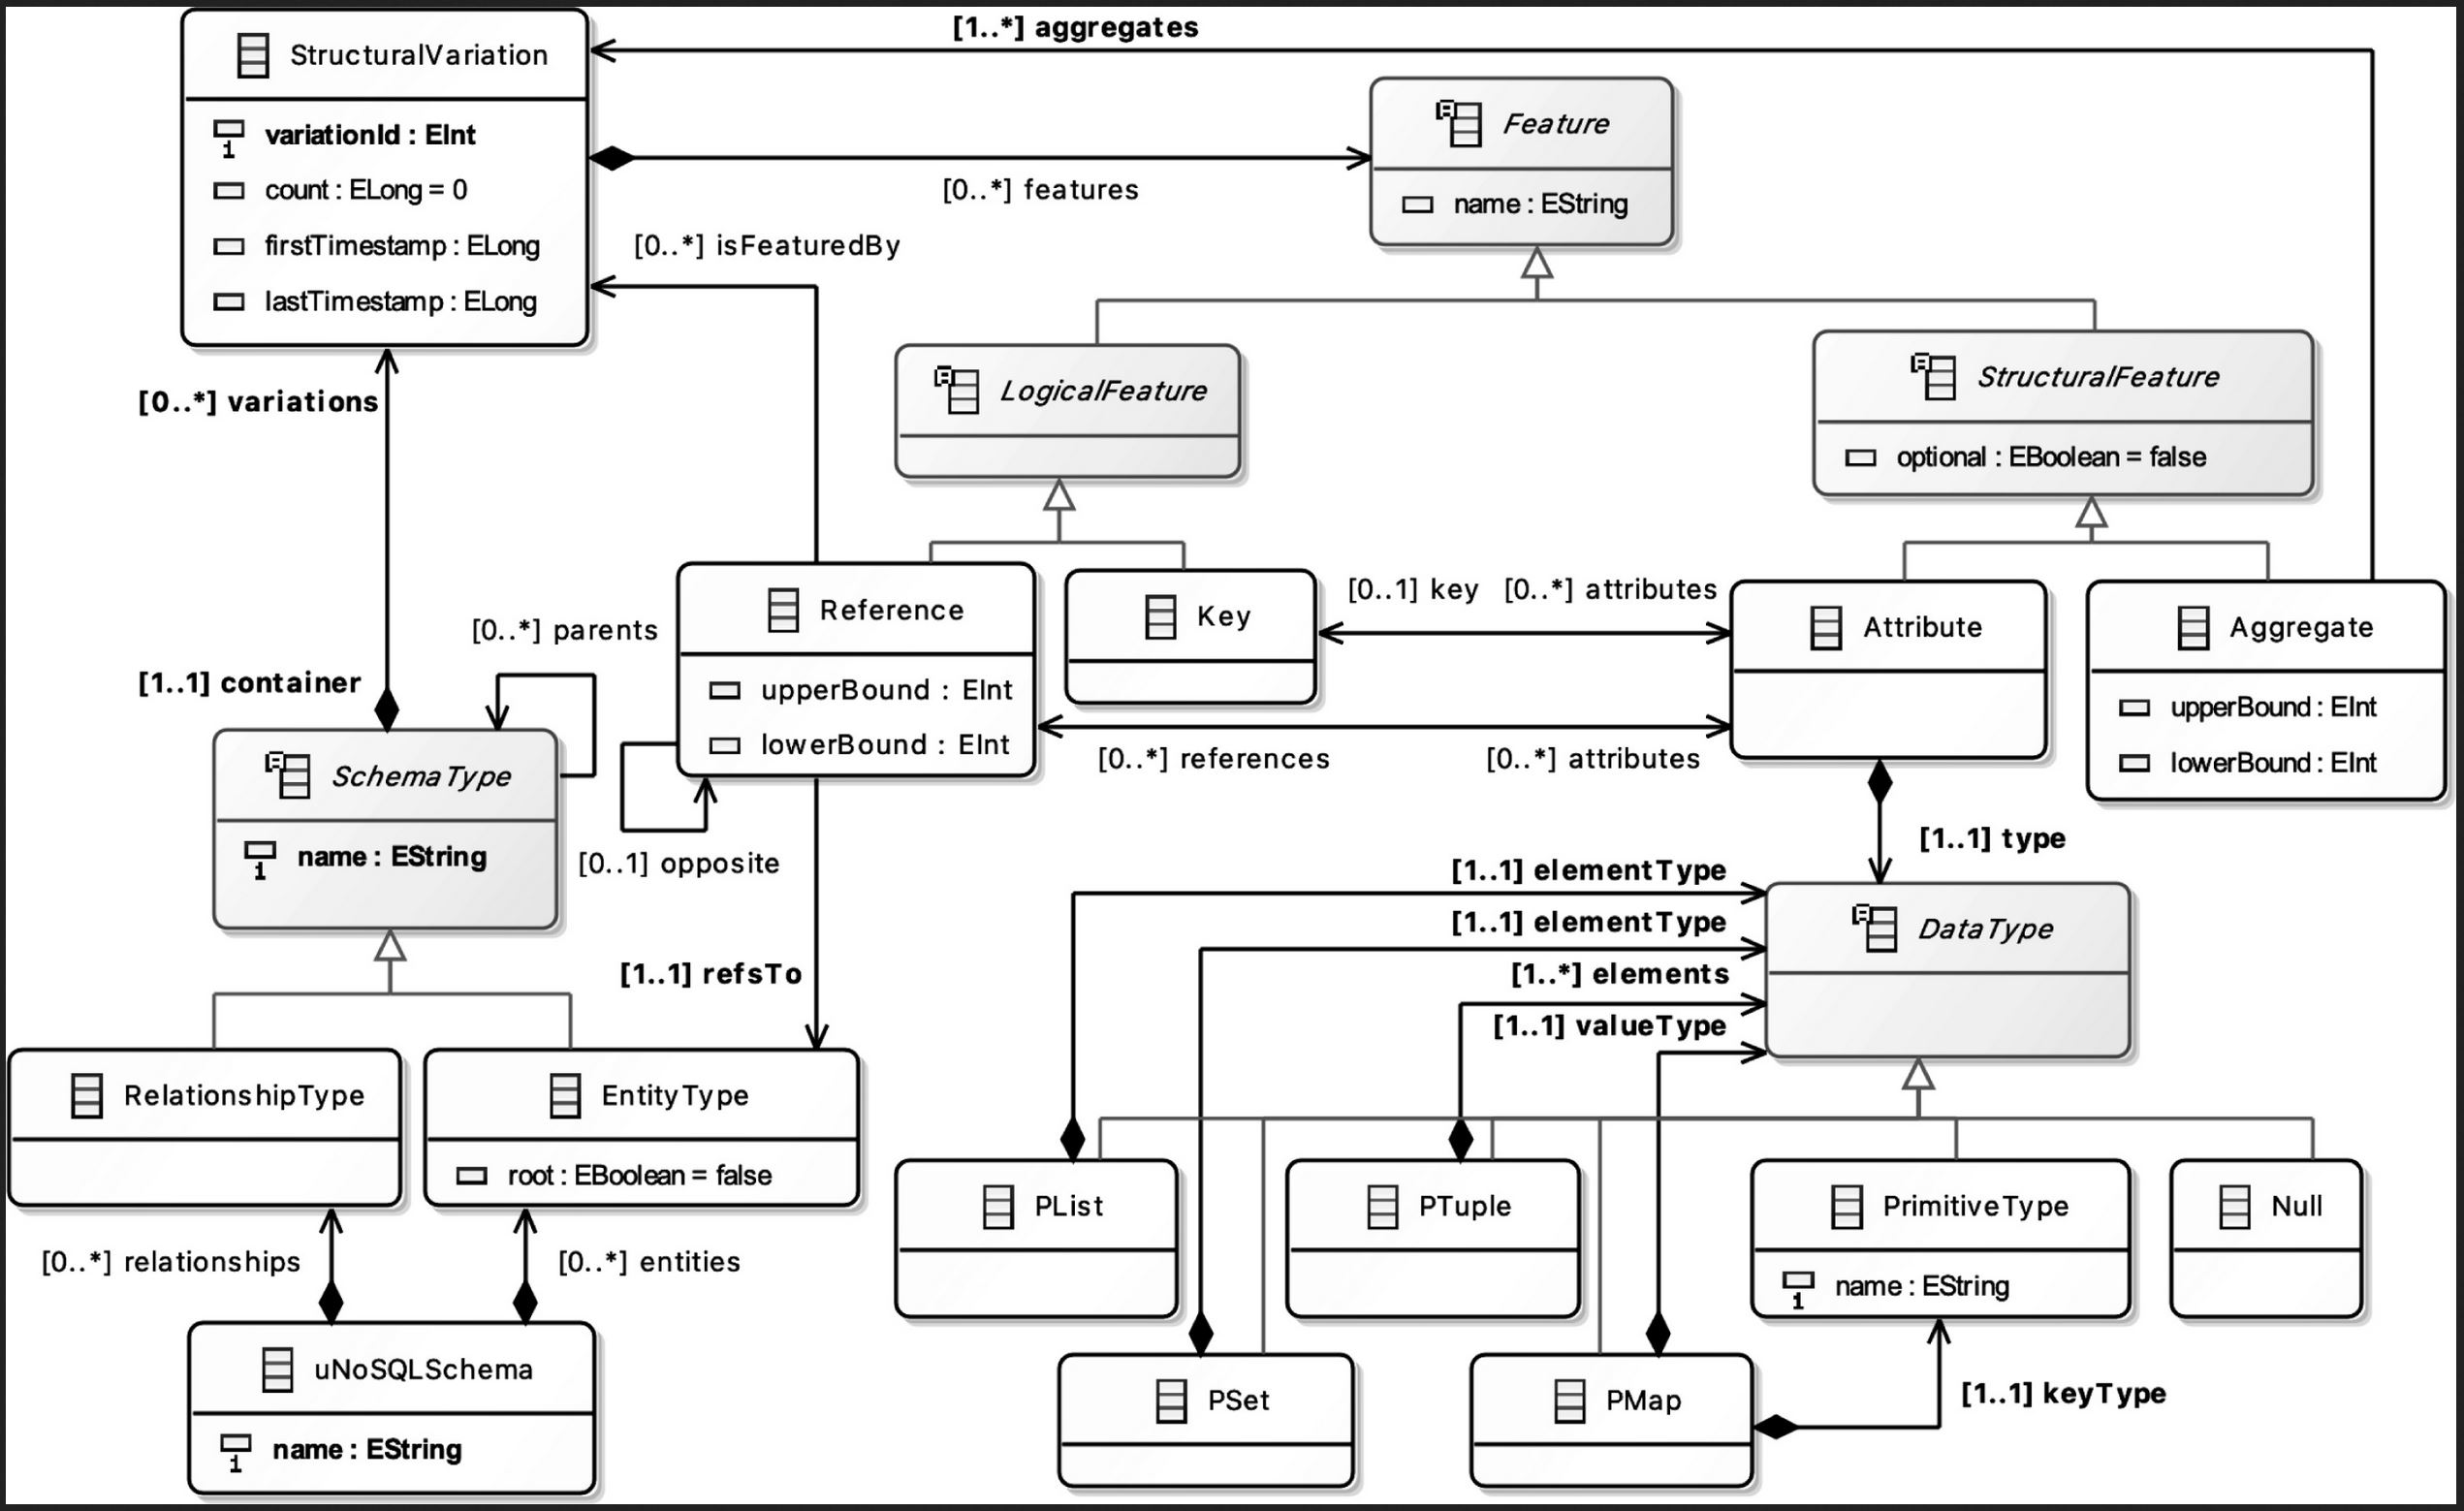 [1..*] aggregates
StructuralVariation
variationId : EInt
1
count : ELong = 0
firstTimestamp : ELong
lastTimestamp : ELong
Feature
name : EString
[0..*] features
[0..*] isFeaturedBy
LogicalFeature
StructuralFeature
optional : EBoolean = false
[0..*] variations
[1..1] container
[0..*] parents
Reference
upperBound : EInt
lowerBound : EInt
Key
[0..1] key
[0..*] attributes
Attribute
Aggregate
upperBound : EInt
lowerBound : EInt
[0..*] references
[0..*] attributes
SchemaType
name : EString
1
[0..1] opposite
[1..1] type
[1..1] elementType
[1..1] elementType
[1..*] elements
[1..1] valueType
DataType
[1..1] refsTo
RelationshipType
EntityType
root : EBoolean = false
PList
PTuple
PrimitiveType
name : EString
1
Null
[0..*] relationships
[0..*] entities
uNoSQLSchema
name : EString
1
PSet
PMap
[1..1] keyType